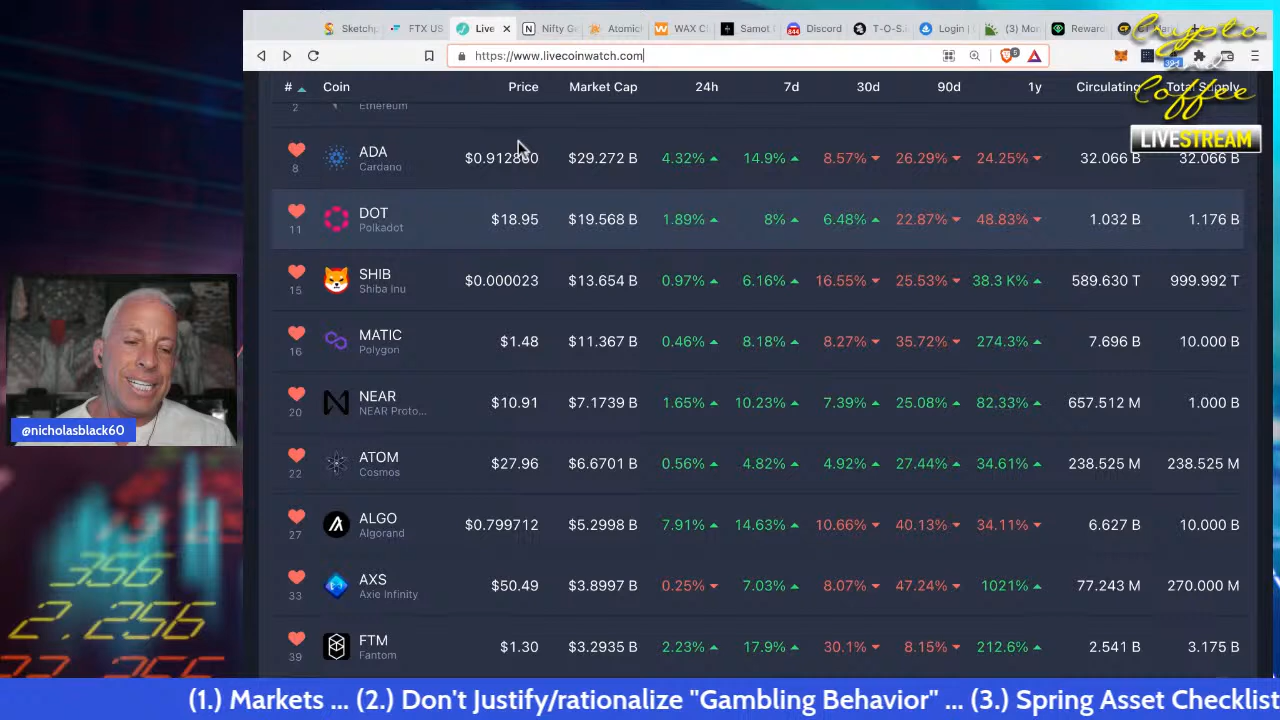 Sketchy
FTX US
Live
Nifty Ge
Atomic
WAX Cl
Samot
Discord
T-O-S.
Login
(3) Mor
Reward
Crypto
and
Coffee
LIVESTREAM
https://www.livecoinwatch.com
# Coin Price Market Cap 24h 7d 30d 90d 1y Circulating Total Supply
2 Ethereum
8 ADA Cardano $29.272 B 4.32% 14.9% 8.57% 26.29% 24.25% 32.066 B 32.066 B
11 DOT Polkadot $18.95 $19.568 B 1.89% 8% 6.48% 22.87% 48.83% 1.032 B 1.176 B
15 SHIB Shiba Inu $0.000023 $13.654 B 0.97% 6.16% 16.55% 25.53% 38.3 K% 589.630 T 999.992 T
16 MATIC Polygon $1.48 $11.367 B 0.46% 8.18% 8.27% 35.72% 274.3% 7.696 B 10.000 B
20 NEAR NEAR Proto... $10.91 $7.1739 B 1.65% 10.23% 7.39% 25.08% 82.33% 657.512 M 1.000 B
22 ATOM Cosmos $27.96 $6.6701 B 0.56% 4.82% 4.92% 27.44% 34.61% 238.525 M 238.525 M
27 ALGO Algorand $0.799712 $5.2998 B 7.91% 14.63% 10.66% 40.13% 34.11% 6.627 B 10.000 B
33 AXS Axie Infinity $50.49 $3.8997 B 0.25% 7.03% 8.07% 47.24% 1021% 77.243 M 270.000 M
39 FTM Fantom $1.30 $3.2935 B 2.23% 17.9% 30.1% 8.15% 212.6% 2.541 B 3.175 B
@nicholasblack60
356
2.256
(1.) Markets ... (2.) Don't Justify/rationalize "Gambling Behavior" ... (3.) Spring Asset Checklist